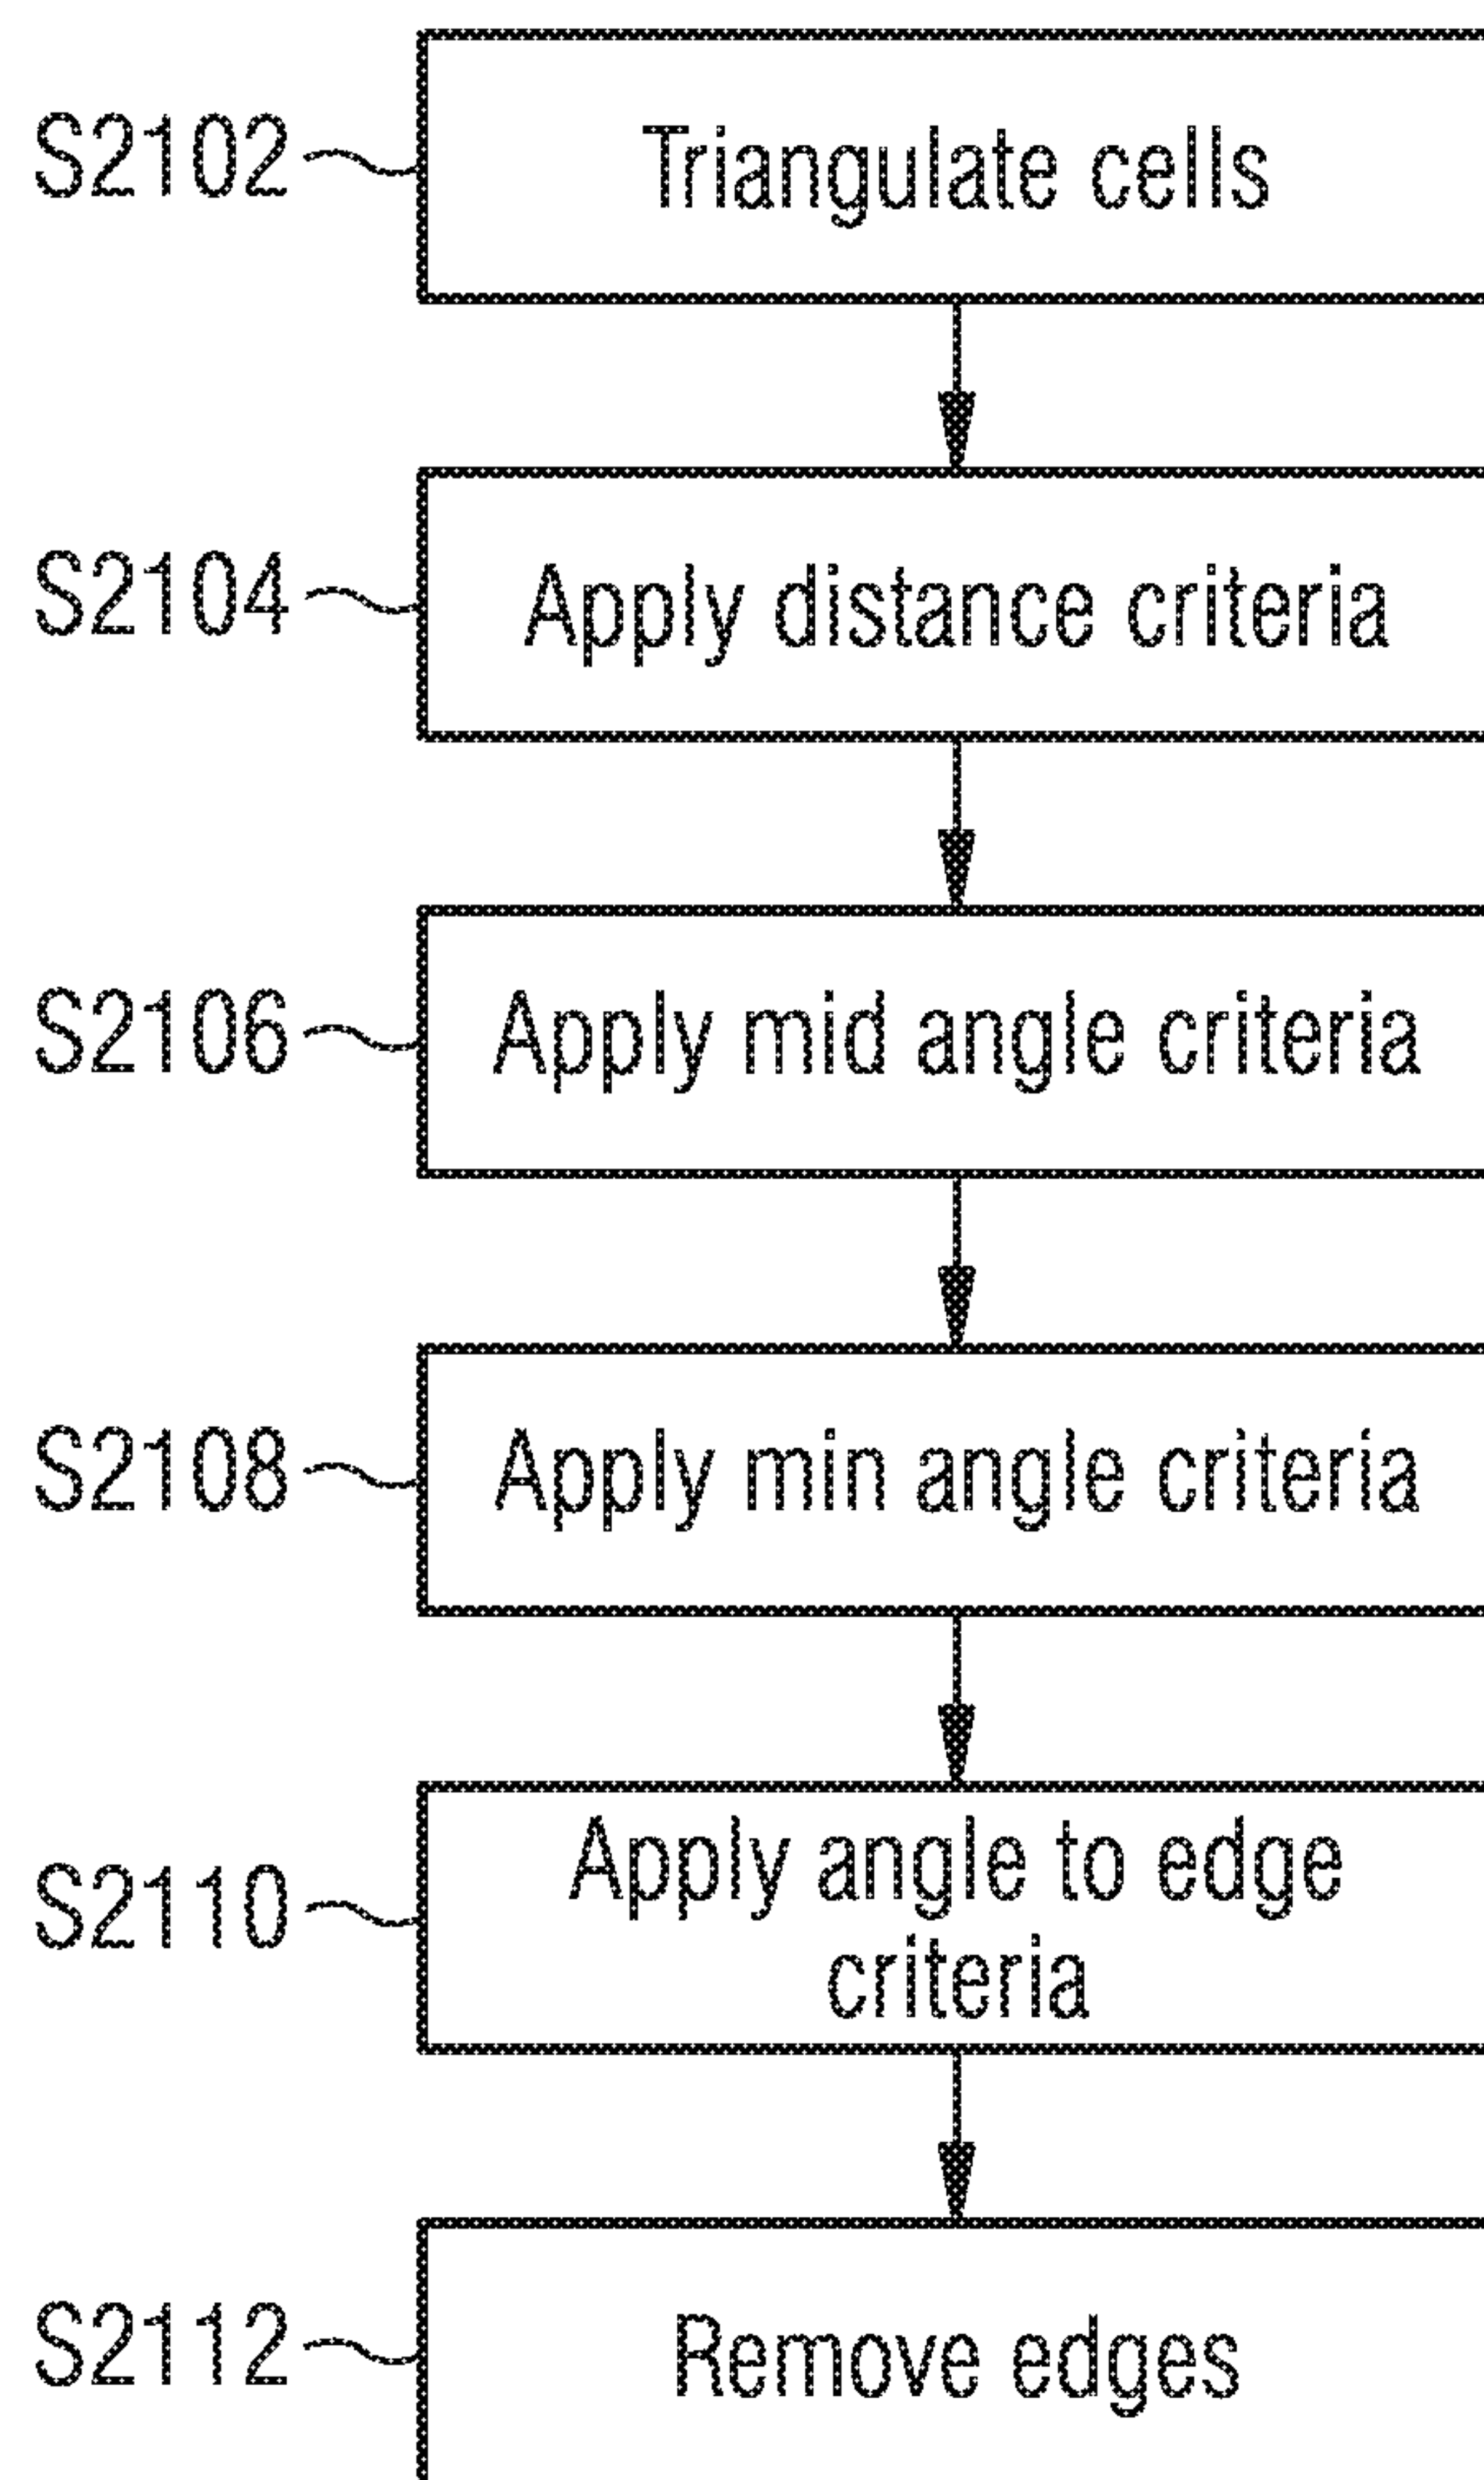 S2102
Triangulate cells
S2104
Apply distance criteria
S2106
Apply mid angle criteria
S2108
Apply min angle criteria
S2110
Apply angle to edge
criteria
S2112
Remove edges